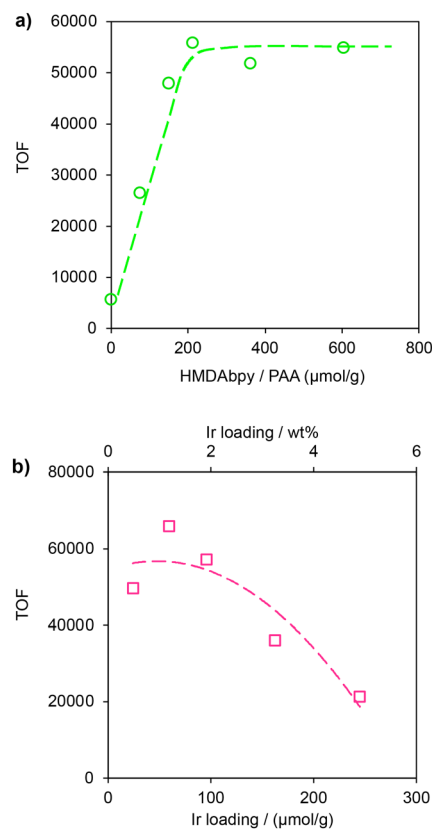 a)
60000
50000
40000
30000
20000
10000
0
TOF
0 200 400 600 800
HMDAbpy / PAA (µmol/g)
b)
Ir loading / wt%
0 2 4 6
80000
60000
40000
20000
0
TOF
0 100 200 300
Ir loading / (µmol/g)